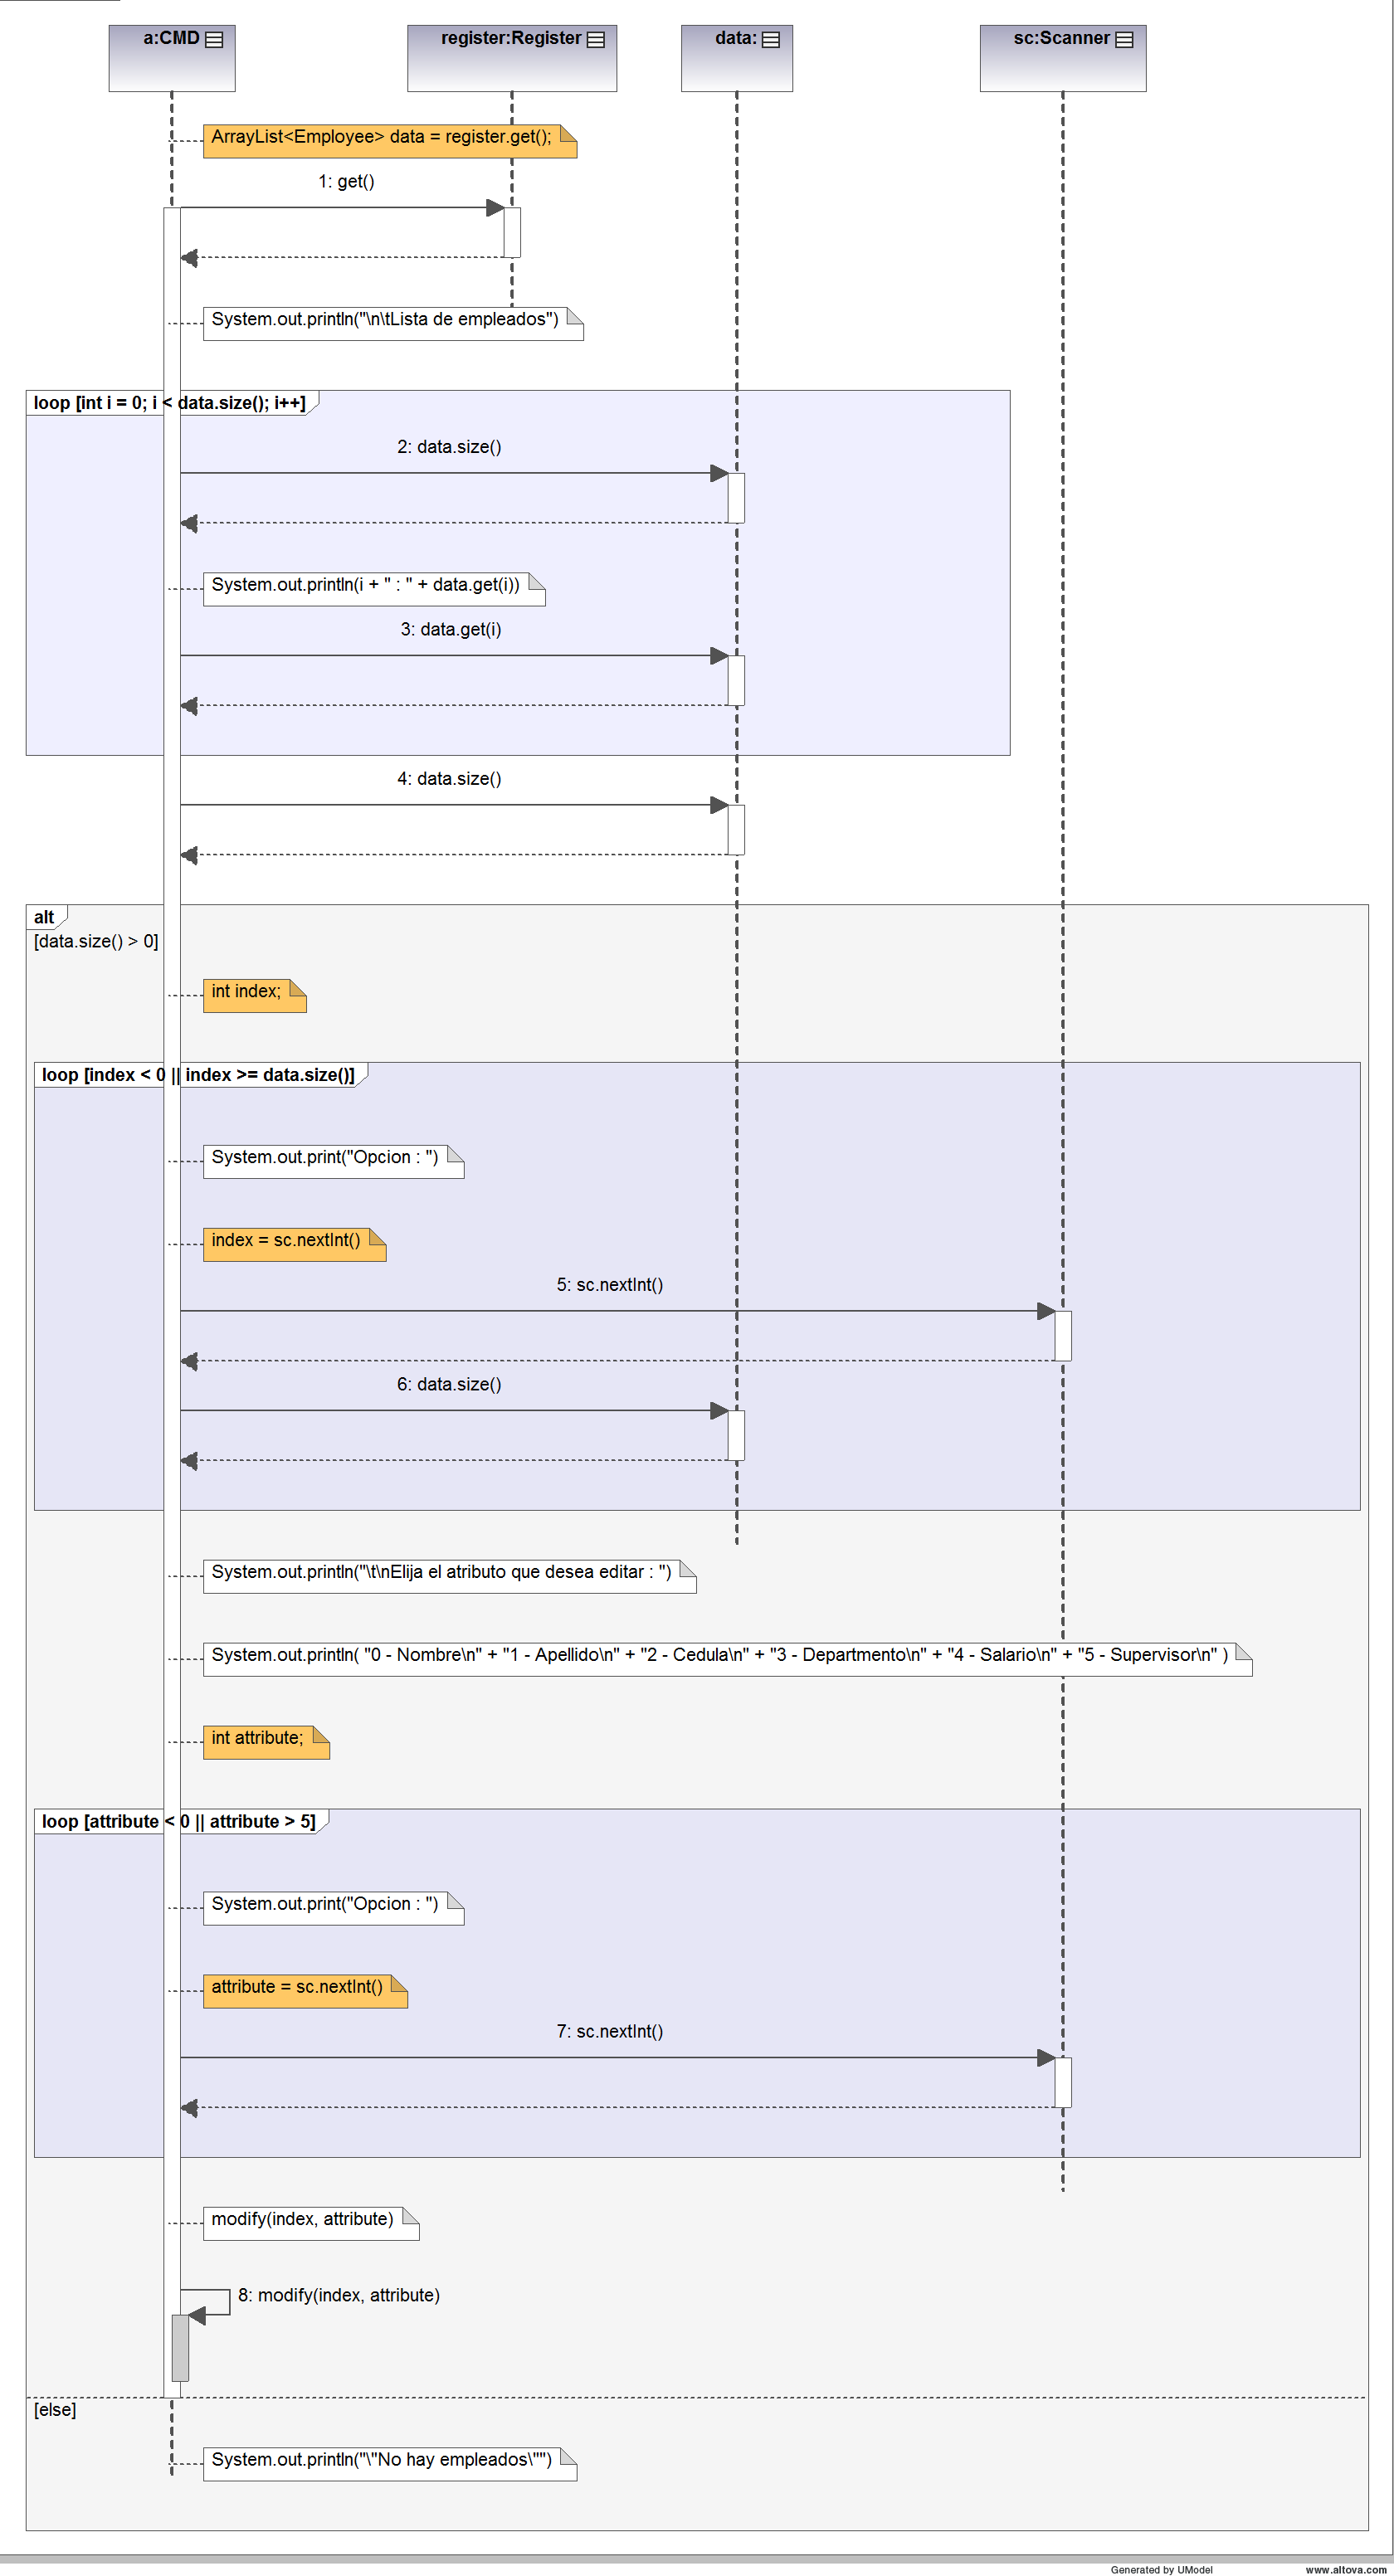 a:CMD
register:Register
data:
sc:Scanner
ArrayList<Employee> data = register.get();
1: get()
System.out.println("\n\tLista de empleados")
loop [int i = 0; i < data.size(); i++]
2: data.size()
System.out.println(i + " : " + data.get(i))
3: data.get(i)
4: data.size()
alt
[data.size() > 0]
int index;
loop [index < 0 || index >= data.size()]
System.out.print("Opcion : ")
index = sc.nextInt()
5: sc.nextInt()
6: data.size()
System.out.println("\t\nElija el atributo que desea editar : ")
System.out.println( "0 - Nombre\n" + "1 - Apellido\n" + "2 - Cedula\n" + "3 - Departmento\n" + "4 - Salario\n" + "5 - Supervisor\n" )
int attribute;
loop [attribute < 0 || attribute > 5]
System.out.print("Opcion : ")
attribute = sc.nextInt()
7: sc.nextInt()
modify(index, attribute)
8: modify(index, attribute)
[else]
System.out.println("\"No hay empleados\"")
Generated by UModel
www.altova.com